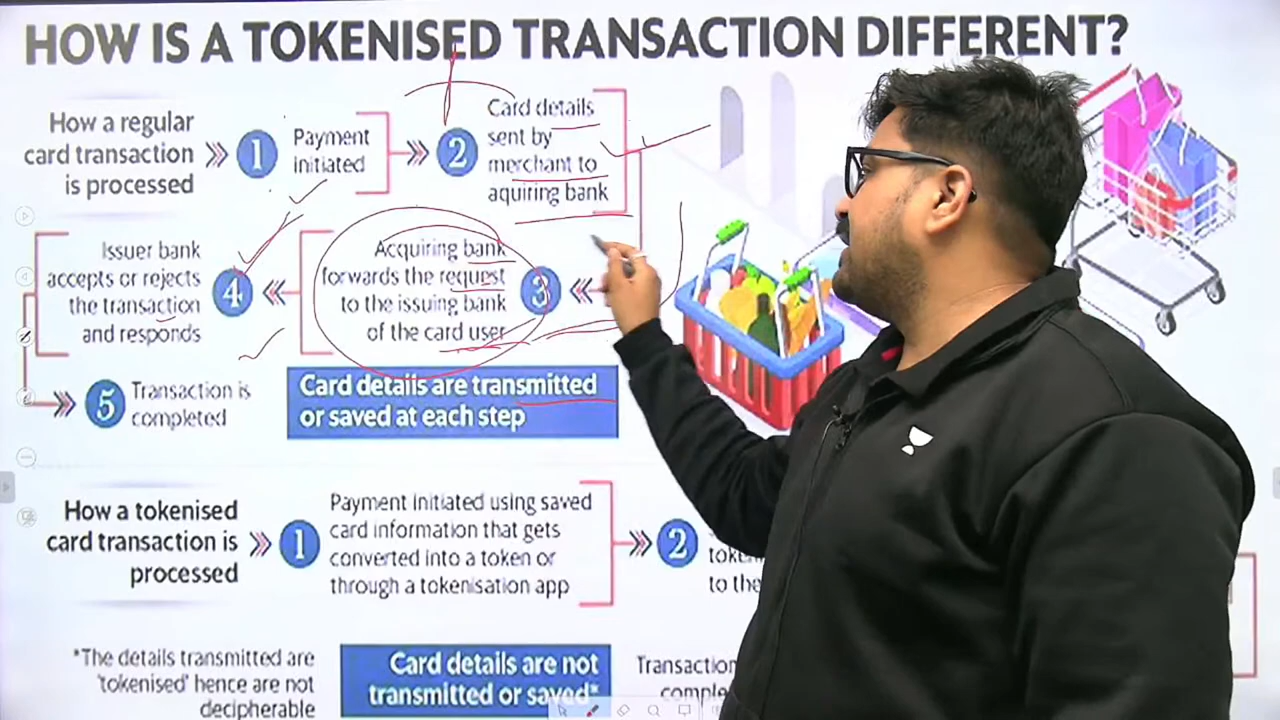 HOW IS A TOKENISED TRANSACTION DIFFERENT?
How a regular
card transaction
is processed
1
Payment
initiated
2
Card details
sent by
merchant to
aquiring bank
3
Acquiring bank
forwards the request
to the issuing bank
of the card user
4
Issuer bank
accepts or rejects
the transaction
and responds
5
Transaction is
completed
Card details are transmitted
or saved at each step
How a tokenised
card transaction is
processed
1
Payment initiated using saved
card information that gets
converted into a token or
through a tokenisation app
2
to the
*The details transmitted are
'tokenised' hence are not
decipherable
Card details are not
transmitted or saved*
Transaction